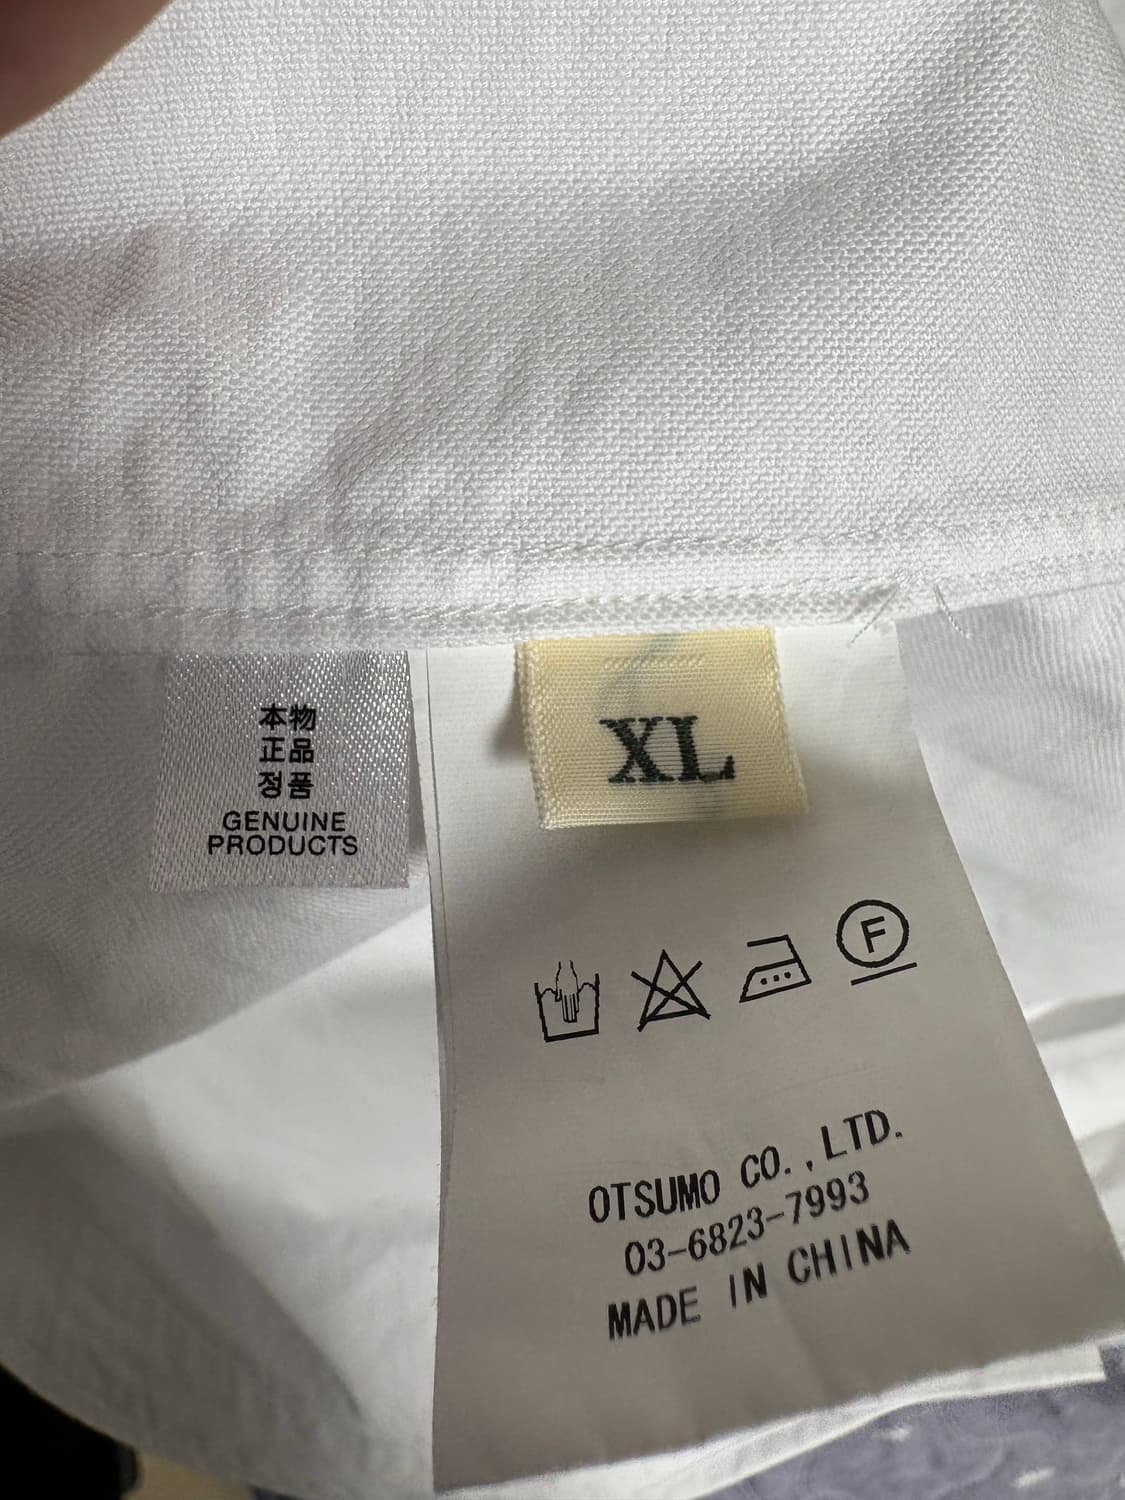 本物
正品
정품
GENUINE
PRODUCTS
XL
F
OTSUMO CO.,LTD.
03-6823-7993
MADE IN CHINA